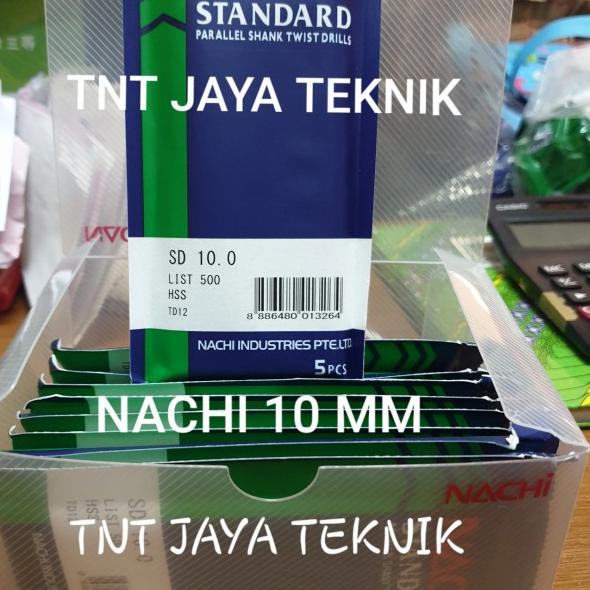 STANDARD
PARALLEL SHANK TWIST DRILLS
TNT JAYA TEKNIK
SD 10.0
LIST 500
HSS
TD12
8 886480 013264
NACHI INDUSTRIES PTE.LTD.
5PCS
NACHI 10 MM
NACHI
TNT JAYA TEKNIK
CASIO